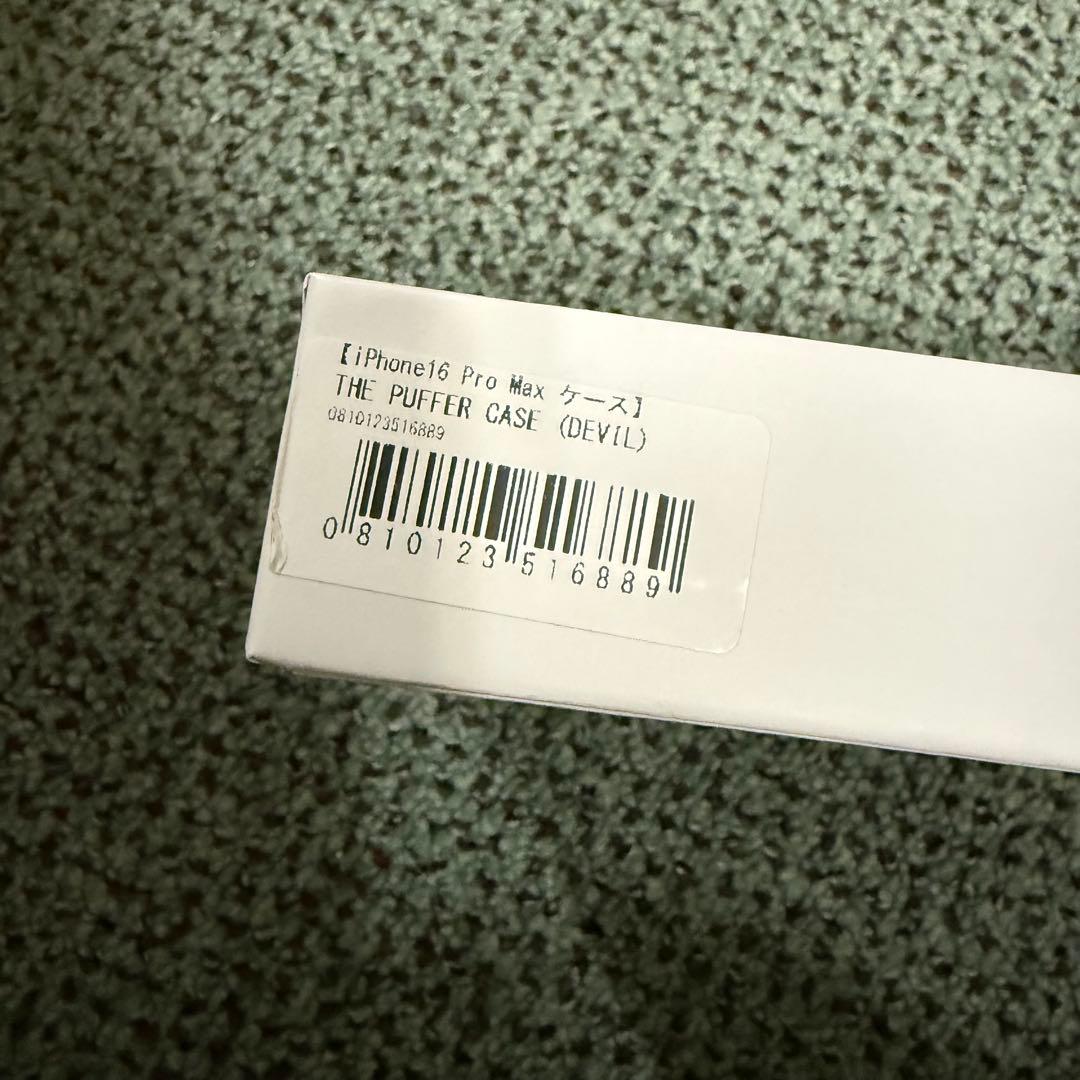 【iPhone16 Pro Max ケース】
THE PUFFER CASE (DEVIL)
0810123516889
0 810123 516889